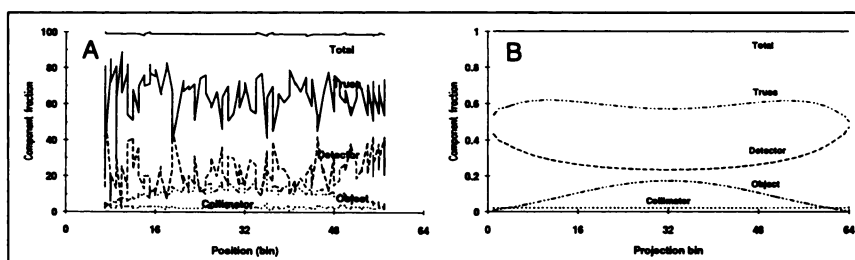 A
Component fraction
100
80
60
40
20
0
Total
Truss
Detector
Object
Collimator
0 16 32 48 64
Position (bin)
B
Component fraction
1
0.8
0.6
0.4
0.2
0
Total
Truss
Detector
Object
Collimator
0 16 32 48 64
Projection bin